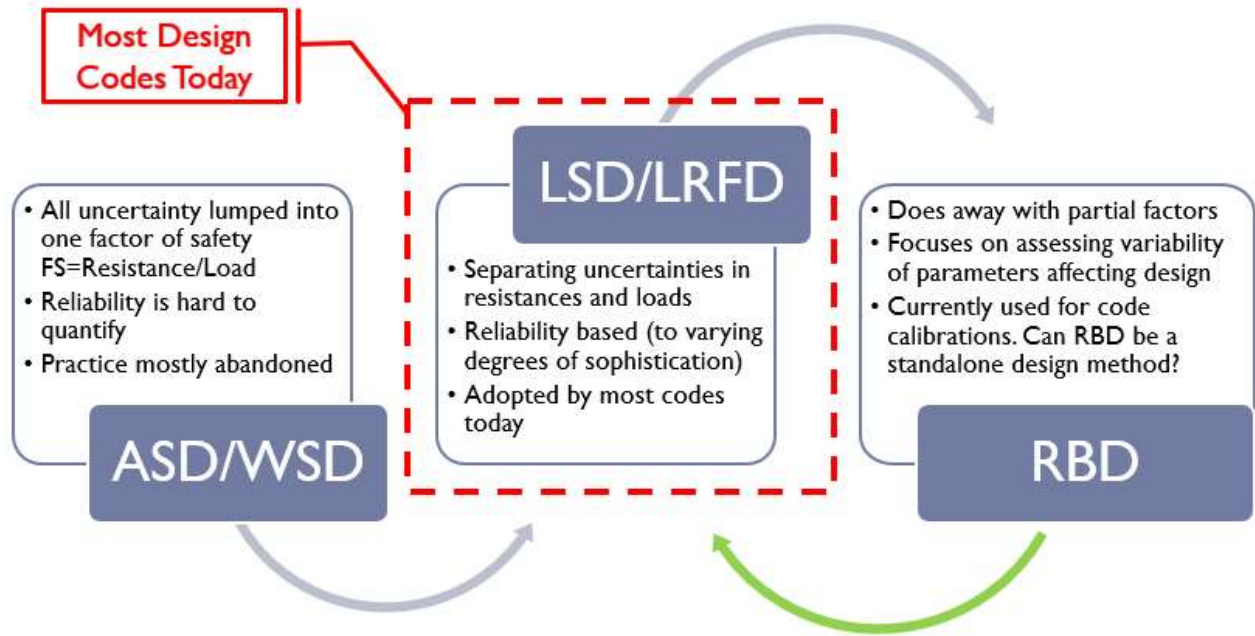 Most Design
Codes Today
• All uncertainty lumped into
one factor of safety
FS=Resistance/Load
• Reliability is hard to
quantify
• Practice mostly abandoned
ASD/WSD
LSD/LRFD
• Separating uncertainties in
resistances and loads
• Reliability based (to varying
degrees of sophistication)
• Adopted by most codes
today
• Does away with partial factors
• Focuses on assessing variability
of parameters affecting design
• Currently used for code
calibrations. Can RBD be a
standalone design method?
RBD